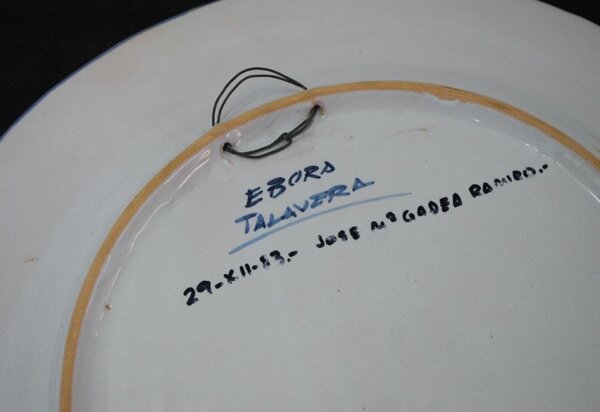 EBORA
TALAVERA
29-XII-83.- JOSE Mª GADEA RAMIRO.-